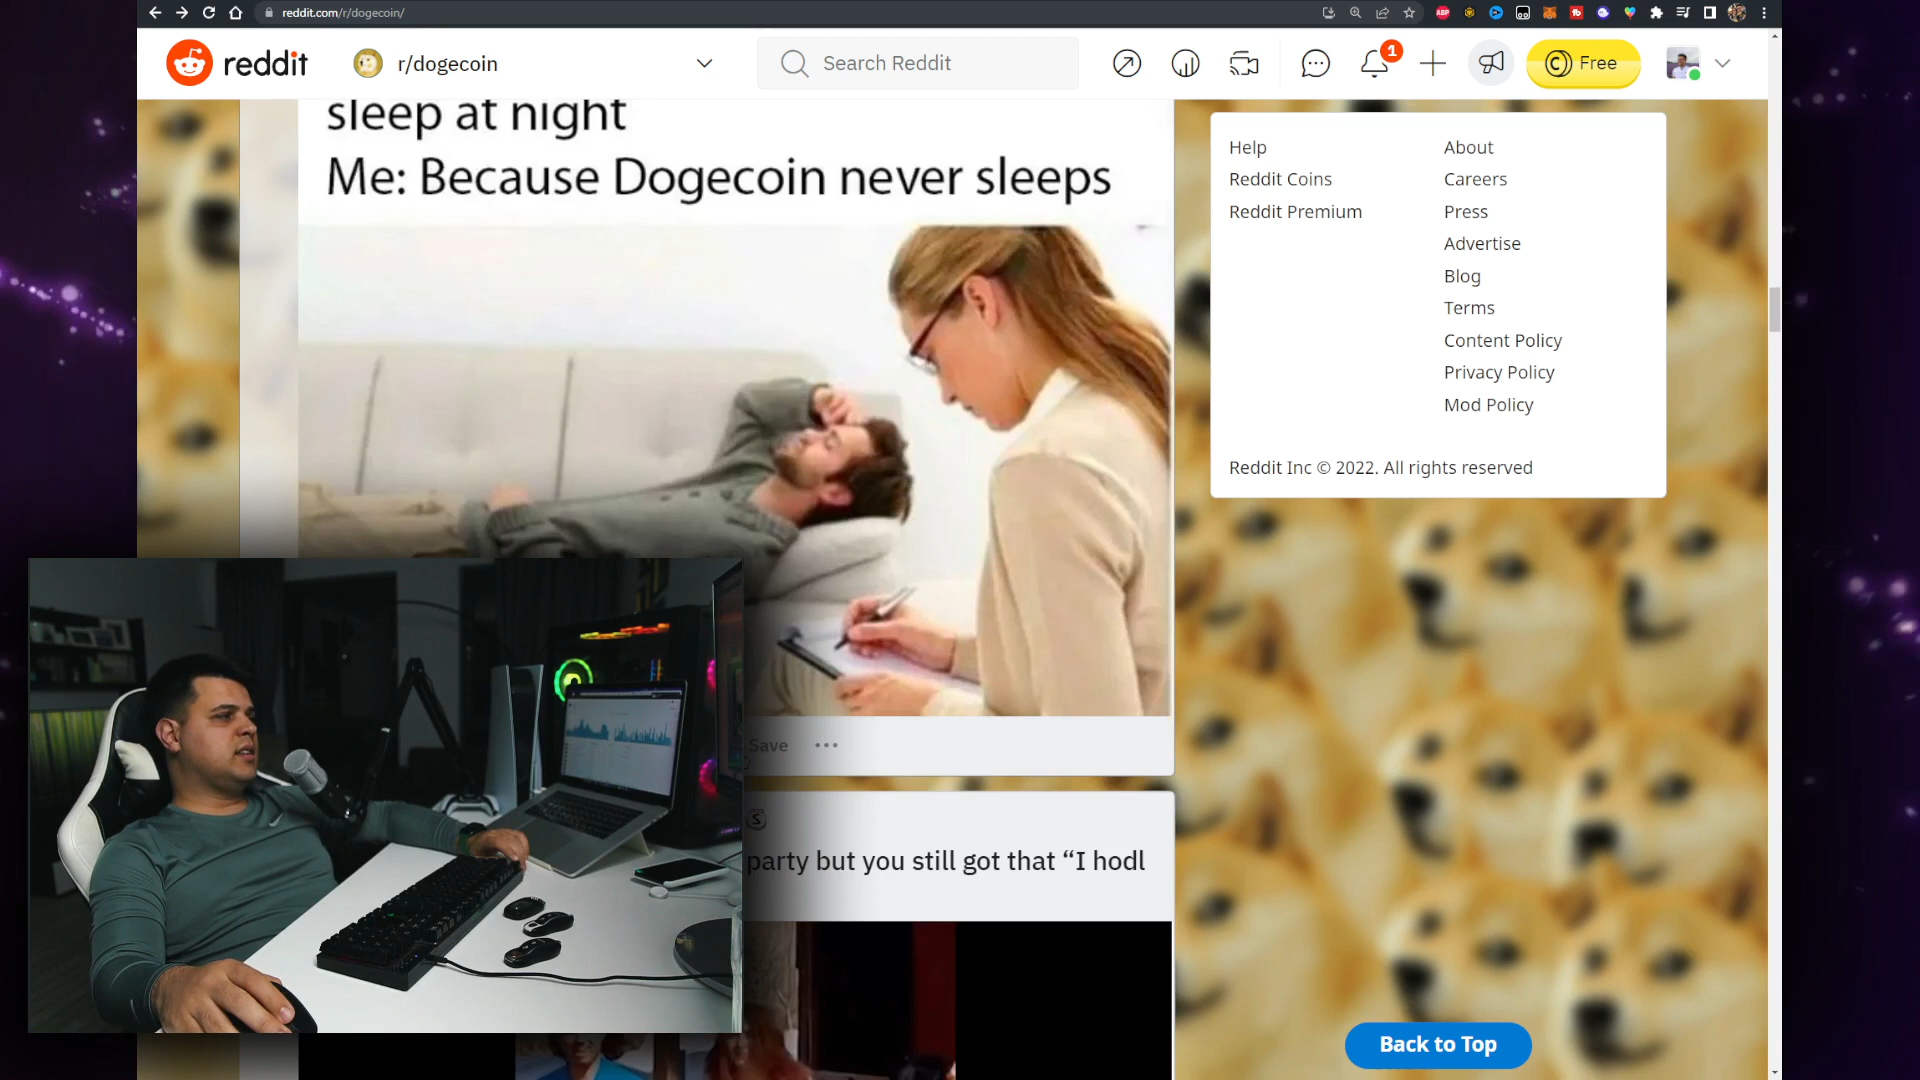 reddit.com/r/dogecoin/
reddit
r/dogecoin
Search Reddit
1
Free
sleep at night
Me: Because Dogecoin never sleeps
Help
Reddit Coins
Reddit Premium
About
Careers
Press
Advertise
Blog
Terms
Content Policy
Privacy Policy
Mod Policy
Reddit Inc © 2022. All rights reserved
Save
party but you still got that “I hodl
Back to Top